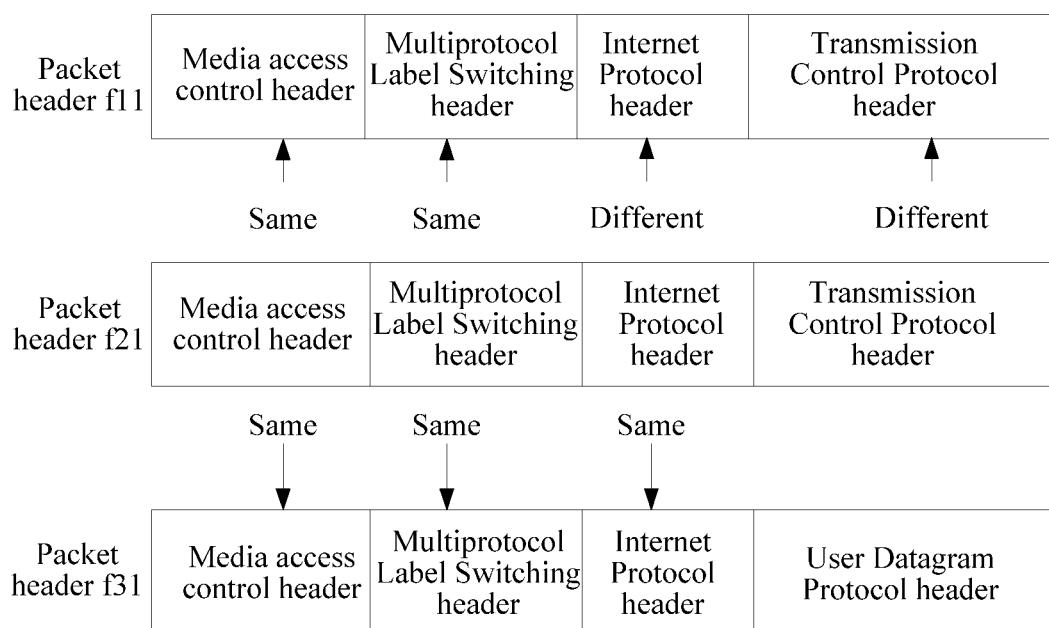 Packet
header f11
Media access
control header
Multiprotocol
Label Switching
header
Internet
Protocol
header
Transmission
Control Protocol
header
Same
Same
Different
Different
Packet
header f21
Media access
control header
Multiprotocol
Label Switching
header
Internet
Protocol
header
Transmission
Control Protocol
header
Same
Same
Same
Packet
header f31
Media access
control header
Multiprotocol
Label Switching
header
Internet
Protocol
header
User Datagram
Protocol header